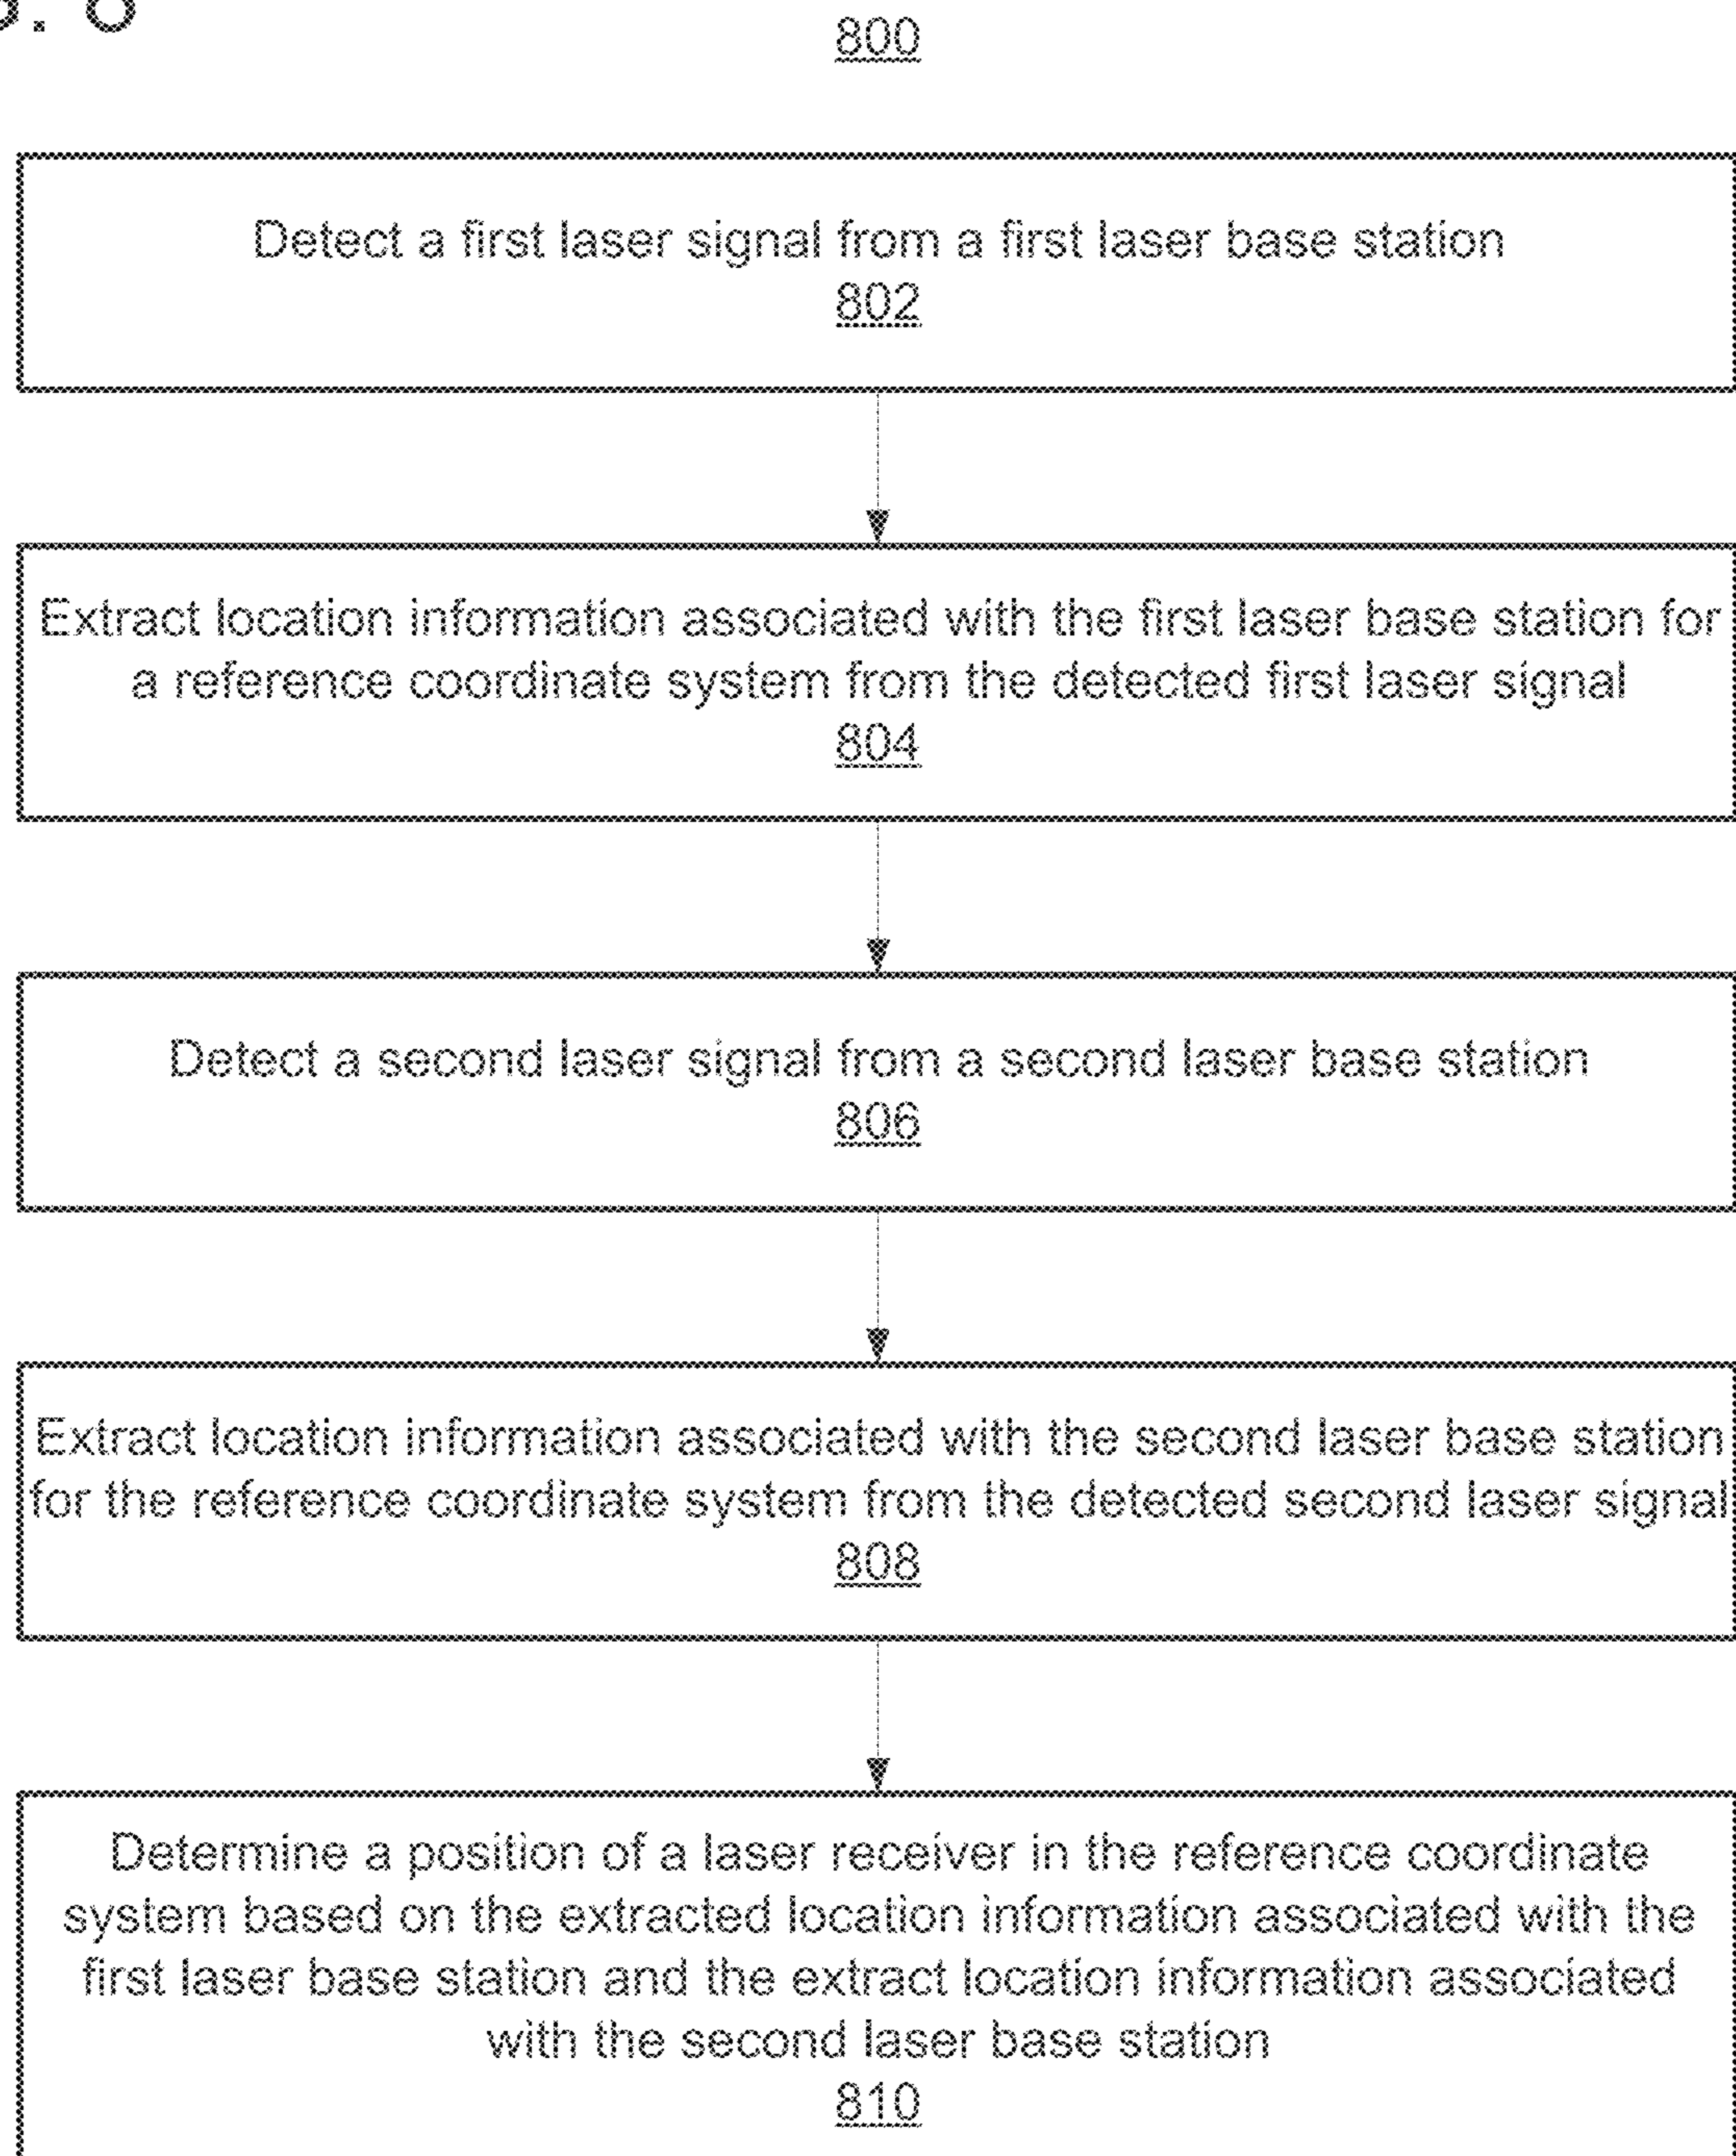 G. 8
800
Detect a first laser signal from a first laser base station
802
Extract location information associated with the first laser base station for
a reference coordinate system from the detected first laser signal
804
Detect a second laser signal from a second laser base station
806
Extract location information associated with the second laser base station
for the reference coordinate system from the detected second laser signal
808
Determine a position of a laser receiver in the reference coordinate
system based on the extracted location information associated with the
first laser base station and the extract location information associated
with the second laser base station
810